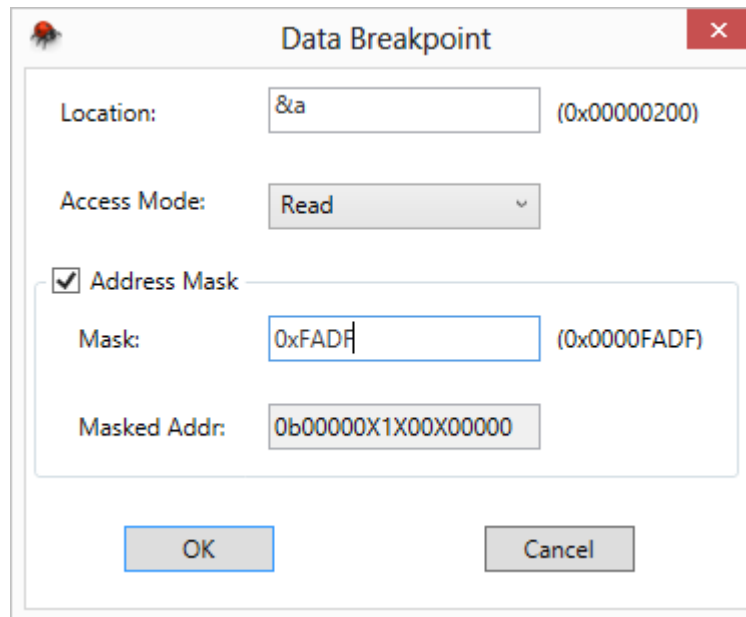 Data Breakpoint
Location: &a (0x00000200)
Access Mode: Read
Address Mask
Mask: 0xFADF (0x0000FADF)
Masked Addr: 0b00000X1X00X00000
OK Cancel